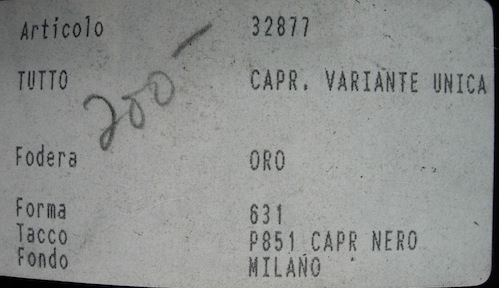 Articolo 32877
TUTTO CAPR. VARIANTE UNICA
200-
Fodera ORO
Forma 631
Tacco P851 CAPR NERO
Fondo MILANO